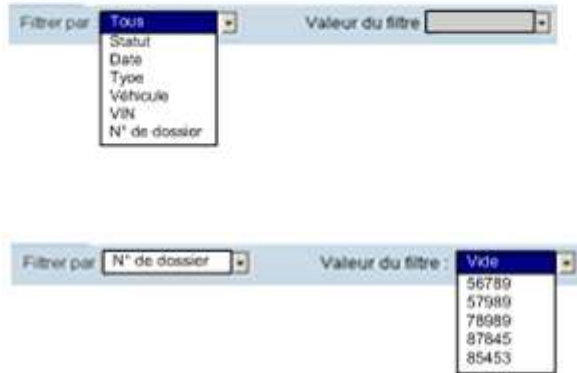 Filtrer par Tous Valeur du filtre
Statut
Date
Type
Véhicule
VIN
N° de dossier
Filtrer par N° de dossier Valeur du filtre : Vide
56789
57989
78989
87845
85453